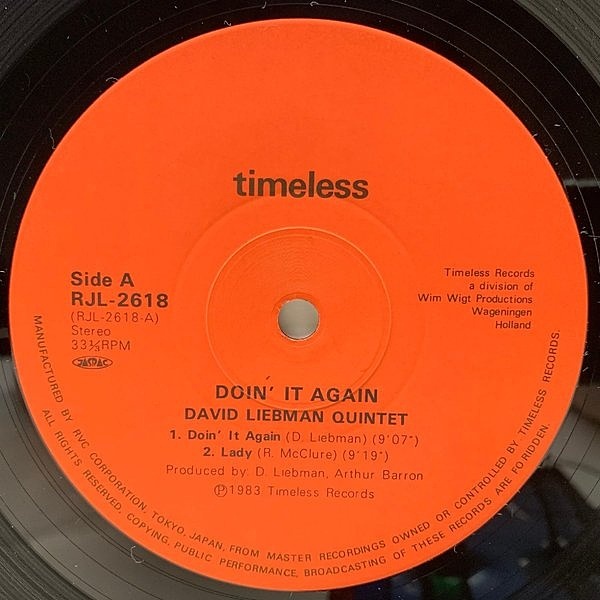 timeless
Side A
RJL-2618
(RJL-2618-A)
Stereo
33⅓RPM
JASRAC
Timeless Records
a division of
Wim Wigt Productions
Wageningen
Holland
DOIN' IT AGAIN
DAVID LIEBMAN QUINTET
1. Doin' It Again (D. Liebman) (9'07")
2. Lady (R. McClure) (9'19")
Produced by: D. Liebman, Arthur Barron
Ⓟ1983 Timeless Records
MANUFACTURED BY RVC CORPORATION, TOKYO, JAPAN, FROM MASTER RECORDINGS OWNED OR CONTROLLED BY TIMELESS RECORDS.
ALL RIGHTS RESERVED. COPYING, PUBLIC PERFORMANCE, BROADCASTING OF THESE RECORDS ARE FORIDDEN.